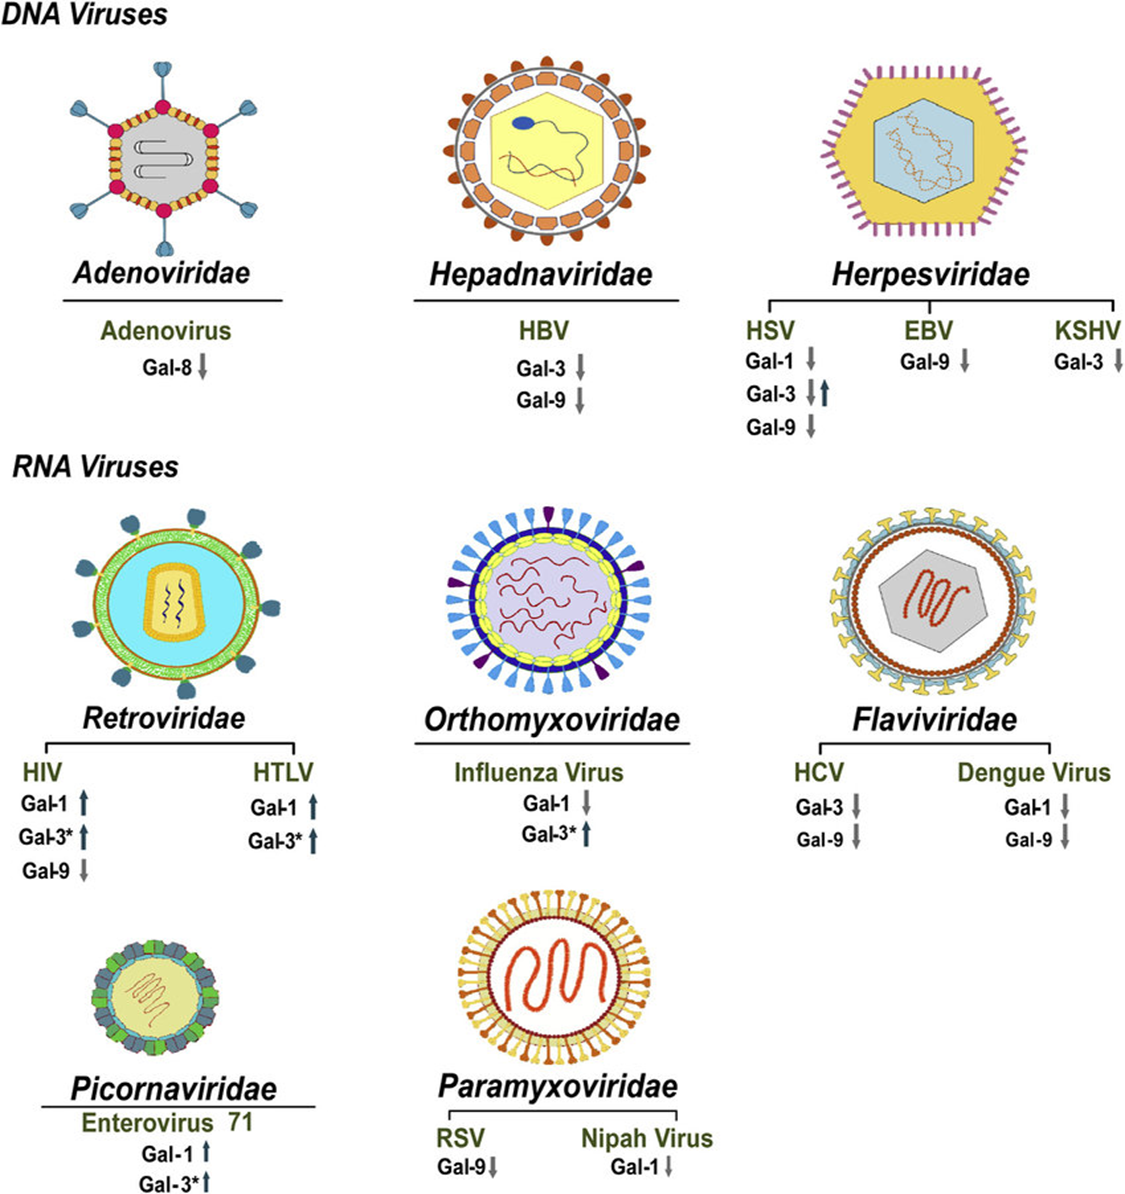 DNA Viruses
Adenoviridae
Adenovirus
Gal-8 ↓
Hepadnaviridae
HBV
Gal-3 ↓
Gal-9 ↓
Herpesviridae
HSV
Gal-1 ↓
Gal-3 ↓↑
Gal-9 ↓
EBV
Gal-9 ↓
KSHV
Gal-3 ↓
RNA Viruses
Retroviridae
HIV
Gal-1 ↑
Gal-3* ↑
Gal-9 ↓
HTLV
Gal-1 ↑
Gal-3* ↑
Orthomyxoviridae
Influenza Virus
Gal-1 ↓
Gal-3* ↑
Flaviviridae
HCV
Gal-3 ↓
Gal-9 ↓
Dengue Virus
Gal-1 ↓
Gal-9 ↓
Picornaviridae
Enterovirus 71
Gal-1 ↑
Gal-3* ↑
Paramyxoviridae
RSV
Gal-9 ↓
Nipah Virus
Gal-1 ↓